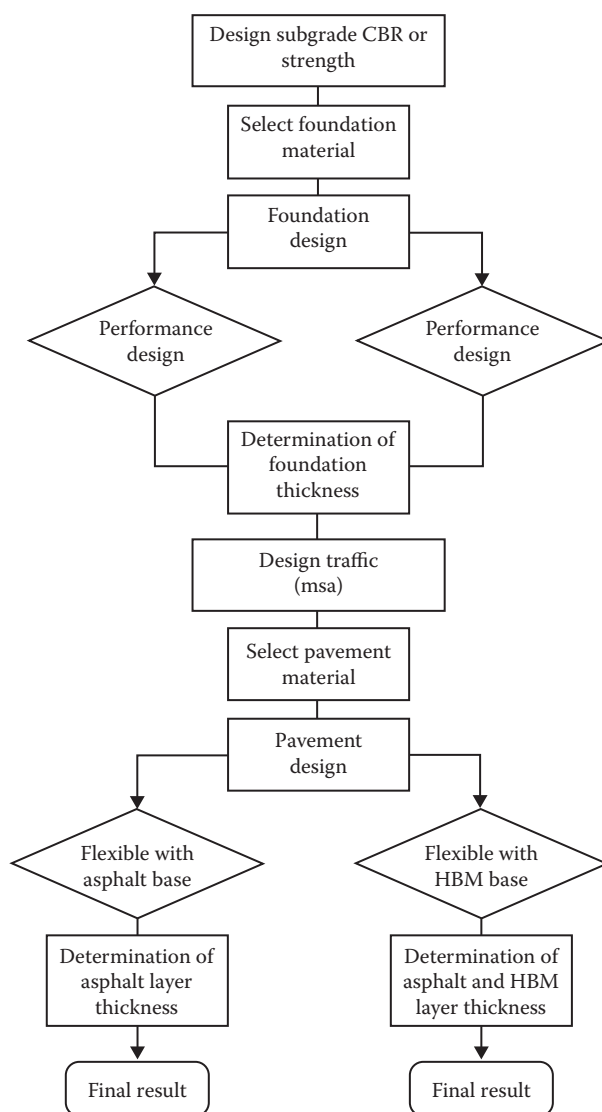 Design subgrade CBR or
strength
Select foundation
material
Foundation
design
Performance
design
Performance
design
Determination of
foundation
thickness
Design traffic
(msa)
Select pavement
material
Pavement
design
Flexible with
asphalt base
Flexible with
HBM base
Determination of
asphalt layer
thickness
Determination of
asphalt and HBM
layer thickness
Final result
Final result